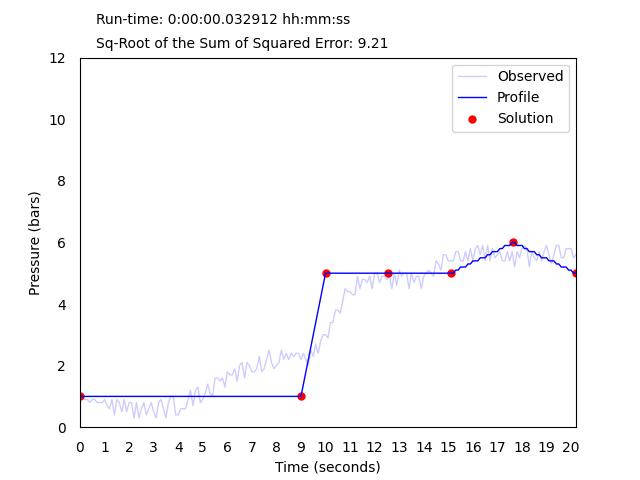 Run-time: 0:00:00.032912 hh:mm:ss
Sq-Root of the Sum of Squared Error: 9.21
12
10
8
6
4
2
0
Pressure (bars)
Observed
Profile
Solution
0 1 2 3 4 5 6 7 8 9 10 11 12 13 14 15 16 17 18 19 20
Time (seconds)